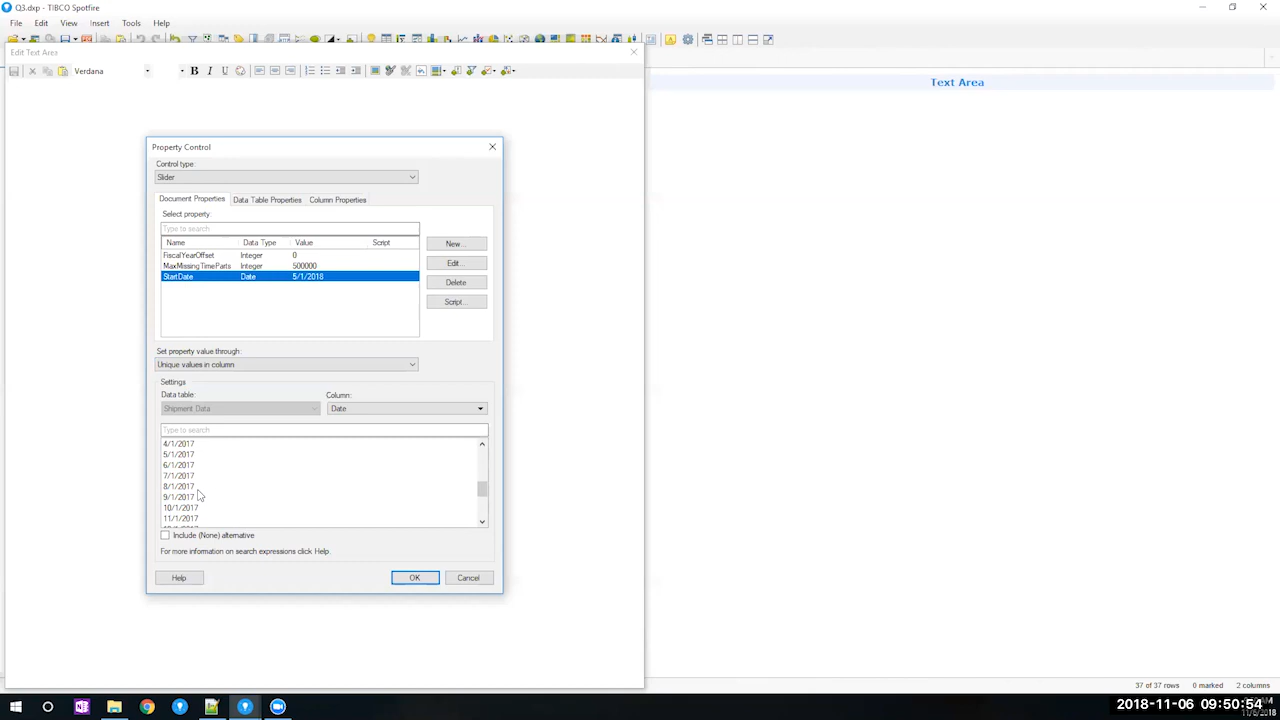 Q3.dxp - TIBCO Spotfire
File Edit View Insert Tools Help
Edit Text Area
Verdana B I U
Text Area
Property Control
Control type:
Slider
Document Properties Data Table Properties Column Properties
Select property:
Type to search
Name Data Type Value Script
FiscalYearOffset Integer 0
MaxMissingTimeParts Integer 500000
StartDate Date 5/1/2018
New...
Edit...
Delete
Script...
Set property value through:
Unique values in column
Settings
Data table: Column:
Shipment Data Date
Type to search
4/1/2017
5/1/2017
6/1/2017
7/1/2017
8/1/2017
9/1/2017
10/1/2017
11/1/2017
Include (None) alternative
For more information on search expressions click Help.
Help OK Cancel
37 of 37 rows 0 marked 2 columns
2018-11-06 09:50:54